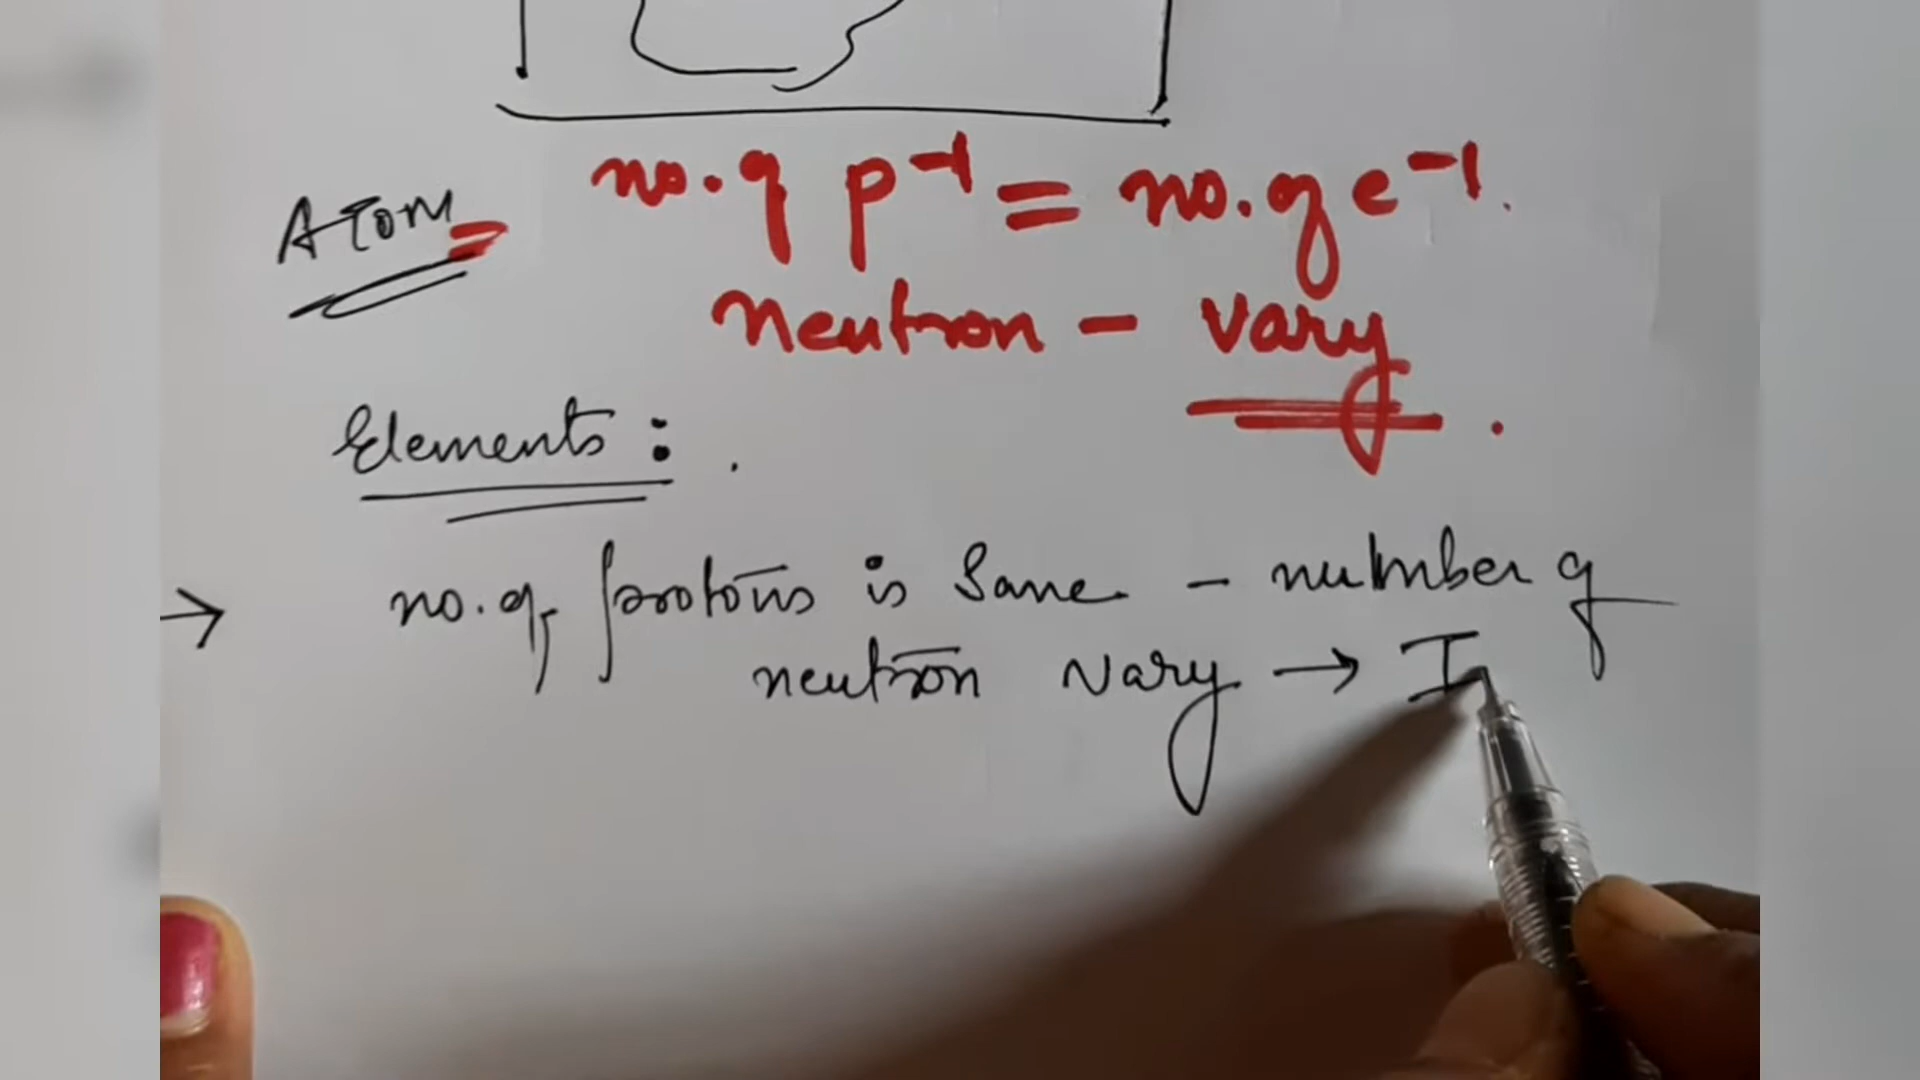 Atom = no. of p⁻¹ = no. of e⁻¹.
neutron - vary.
Elements :
→ no. of protons is Same - number of
neutron vary → I